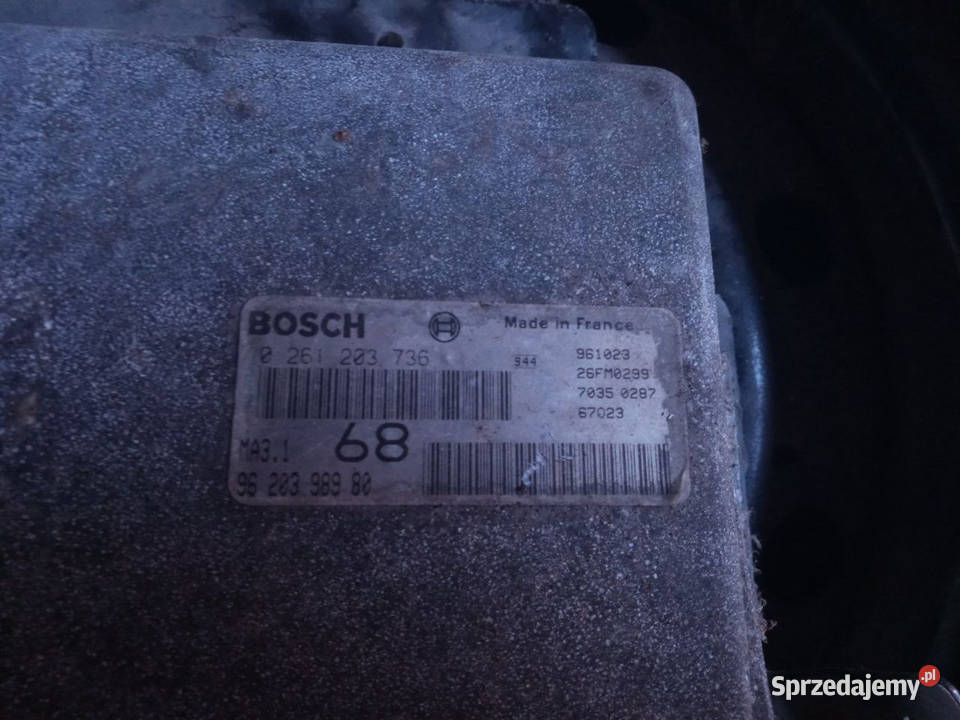 BOSCH
Made in France
0 261 203 736
944
961023
26FM0299
7035 0287
67023
MA3.1
68
96 203 989 80
Sprzedajemy.pl